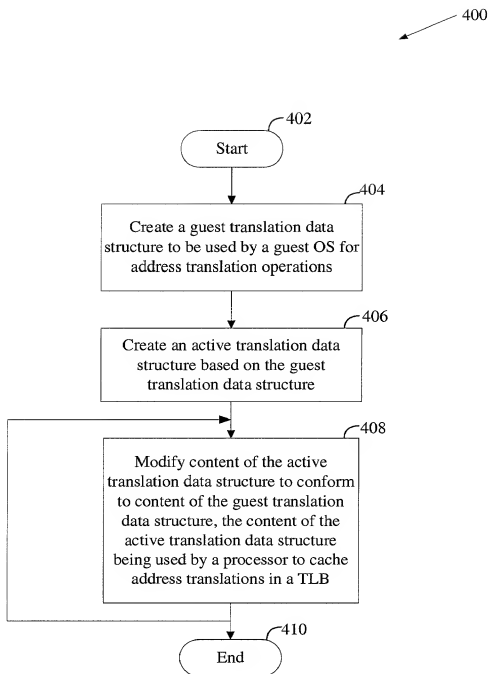 400
402
Start
404
Create a guest translation data
structure to be used by a guest OS for
address translation operations
406
Create an active translation data
structure based on the guest
translation data structure
408
Modify content of the active
translation data structure to conform
to content of the guest translation
data structure, the content of the
active translation data structure
being used by a processor to cache
address translations in a TLB
410
End